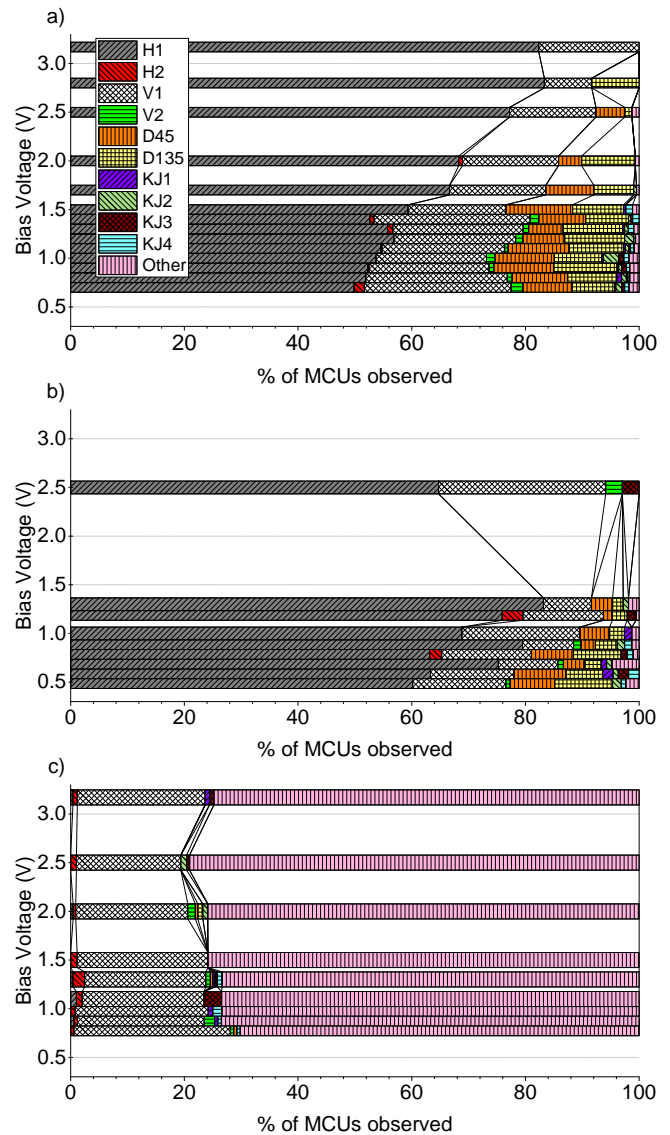 a)
3.0
2.5
2.0
1.5
1.0
0.5
Bias Voltage (V)
H1
H2
V1
V2
D45
D135
KJ1
KJ2
KJ3
KJ4
Other
0 20 40 60 80 100
% of MCUs observed
b)
3.0
2.5
2.0
1.5
1.0
0.5
Bias Voltage (V)
0 20 40 60 80 100
% of MCUs observed
c)
3.0
2.5
2.0
1.5
1.0
0.5
Bias Voltage (V)
0 20 40 60 80 100
% of MCUs observed